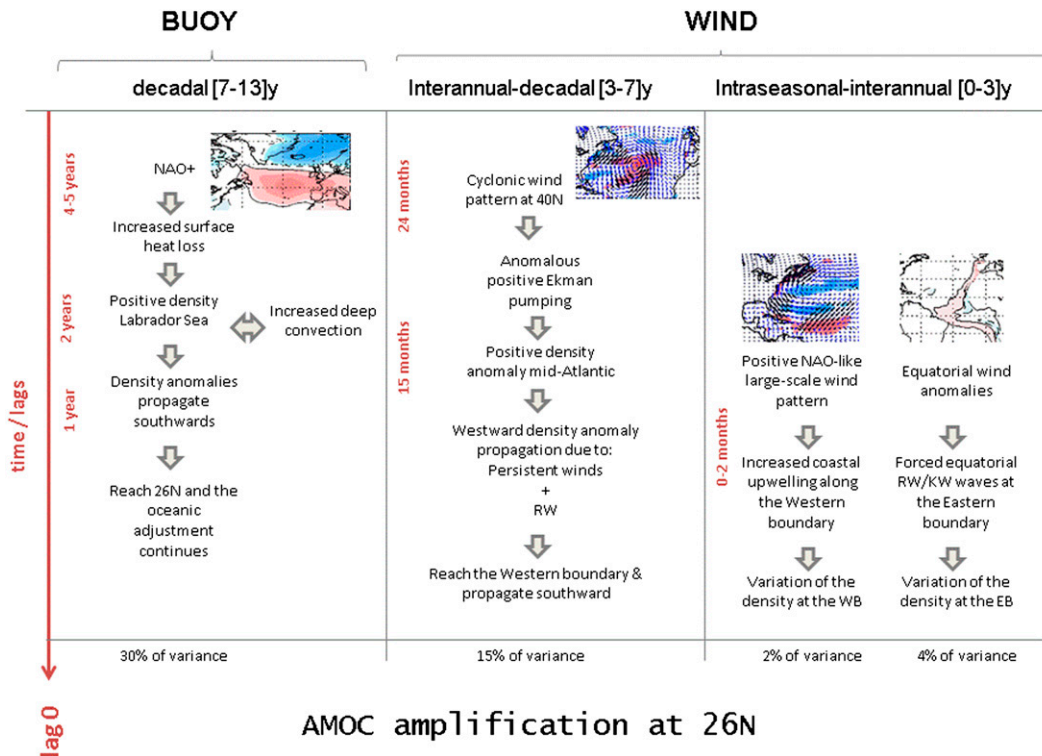 BUOY
WIND
decadal [7-13]y
Interannual-decadal [3-7]y
Intraseasonal-interannual [0-3]y
time / lags
4-5 years
2 years
1 year
NAO+
Increased surface
heat loss
Positive density
Labrador Sea
Increased deep
convection
Density anomalies
propagate
southwards
Reach 26N and the
oceanic
adjustment
continues
24 months
15 months
Cyclonic wind
pattern at 40N
Anomalous
positive Ekman
pumping
Positive density
anomaly mid-Atlantic
Westward density anomaly
propagation due to:
Persistent winds
+
RW
Reach the Western boundary &
propagate southward
0-2 months
Positive NAO-like
large-scale wind
pattern
Increased coastal
upwelling along
the Western
boundary
Variation of the
density at the WB
Equatorial wind
anomalies
Forced equatorial
RW/KW waves at
the Eastern
boundary
Variation of the
density at the EB
30% of variance
15% of variance
2% of variance
4% of variance
lag 0
AMOC amplification at 26N